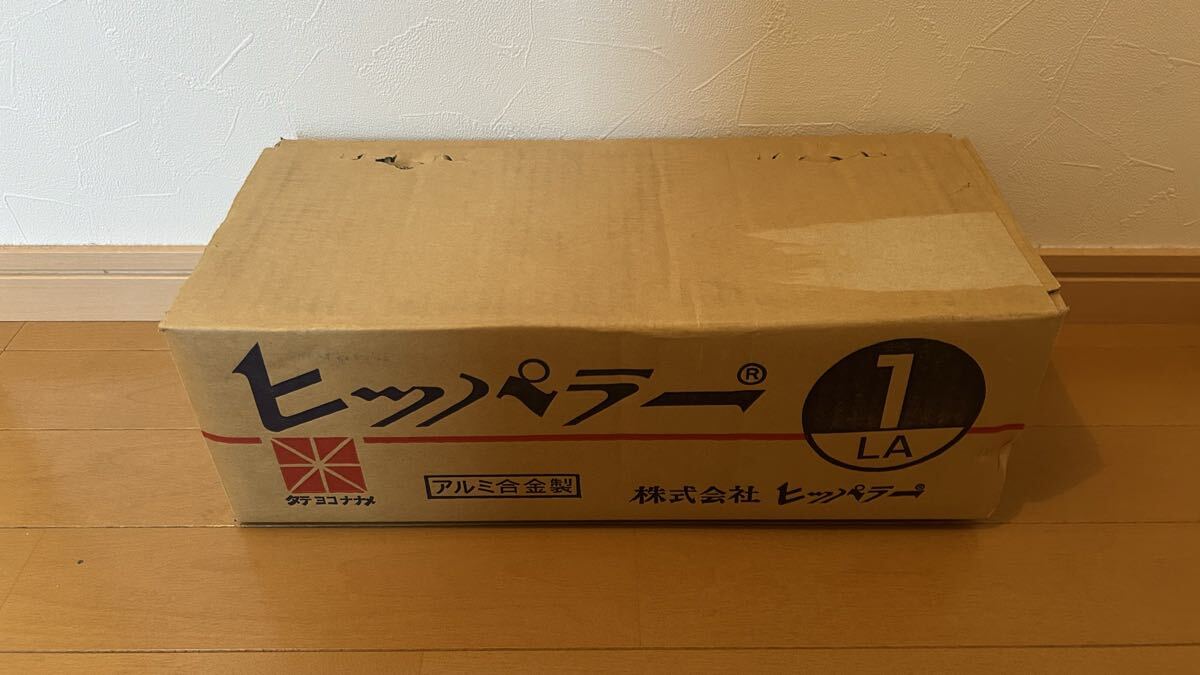 ヒッパラー®
1
LA
タテヨコナナメ
アルミ合金製
株式会社 ヒッパラー®